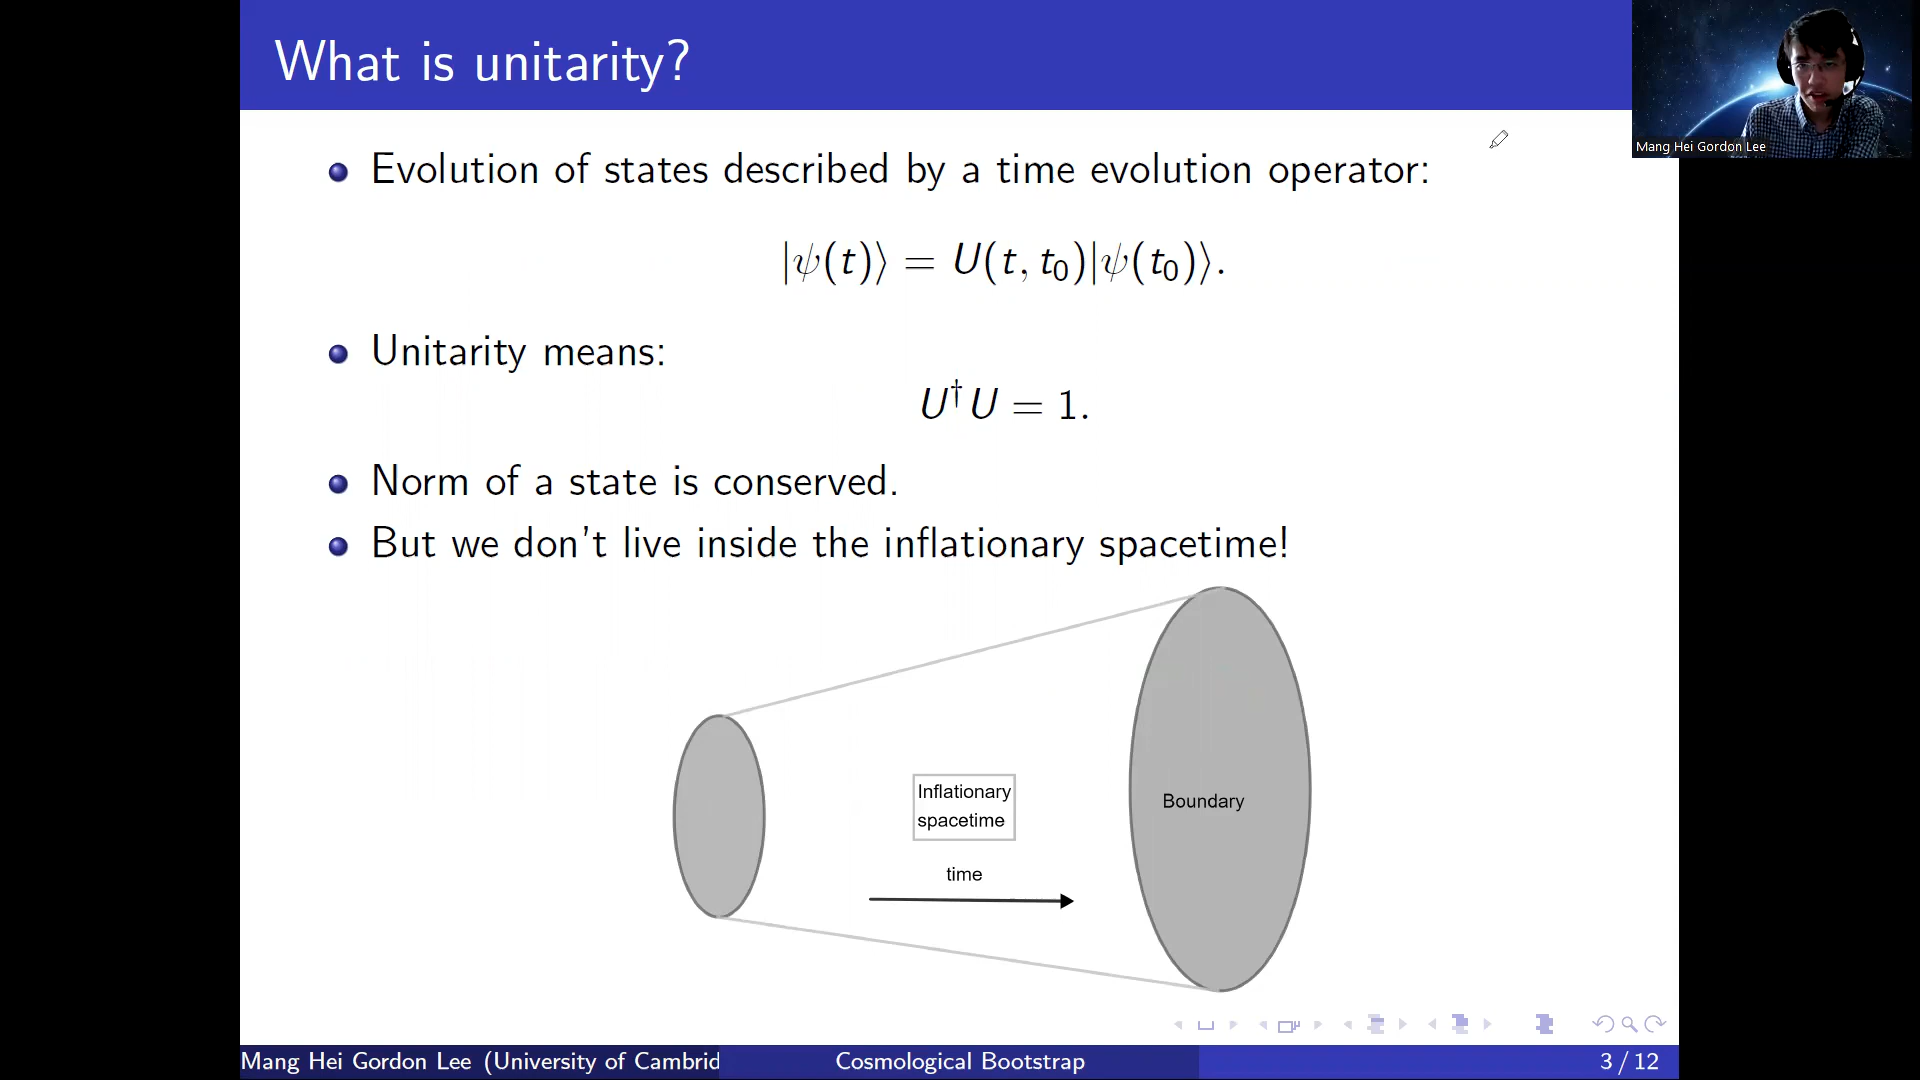 What is unitarity?
Mang Hei Gordon Lee
Evolution of states described by a time evolution operator:
|ψ(t)⟩ = U(t, t₀)|ψ(t₀)⟩.
Unitarity means:
U†U = 1.
Norm of a state is conserved.
But we don't live inside the inflationary spacetime!
Inflationary
spacetime
time
Boundary
Mang Hei Gordon Lee (University of Cambrid
Cosmological Bootstrap
3 / 12